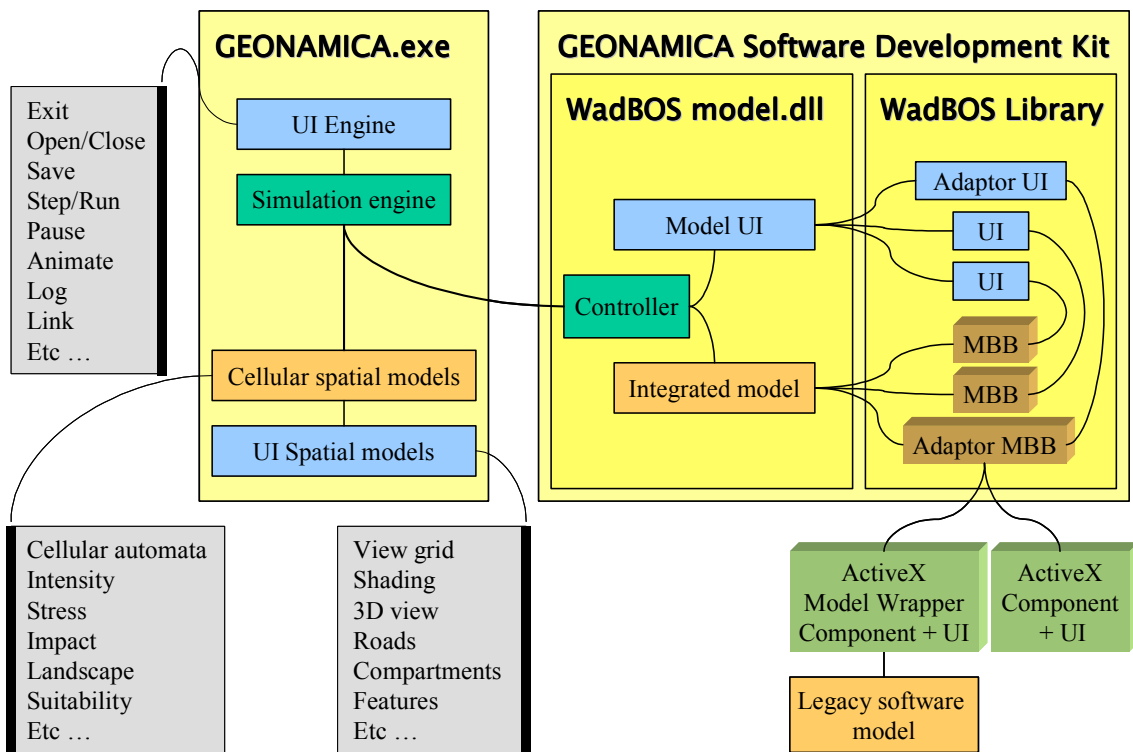 GEONAMICA.exe
UI Engine
Simulation engine
Cellular spatial models
UI Spatial models
Exit
Open/Close
Save
Step/Run
Pause
Animate
Log
Link
Etc …
Cellular automata
Intensity
Stress
Impact
Landscape
Suitability
Etc …
View grid
Shading
3D view
Roads
Compartments
Features
Etc …
GEONAMICA Software Development Kit
WadBOS model.dll
Model UI
Controller
Integrated model
WadBOS Library
Adaptor UI
UI
UI
MBB
MBB
Adaptor MBB
ActiveX
Model Wrapper
Component + UI
ActiveX
Component
+ UI
Legacy software
model